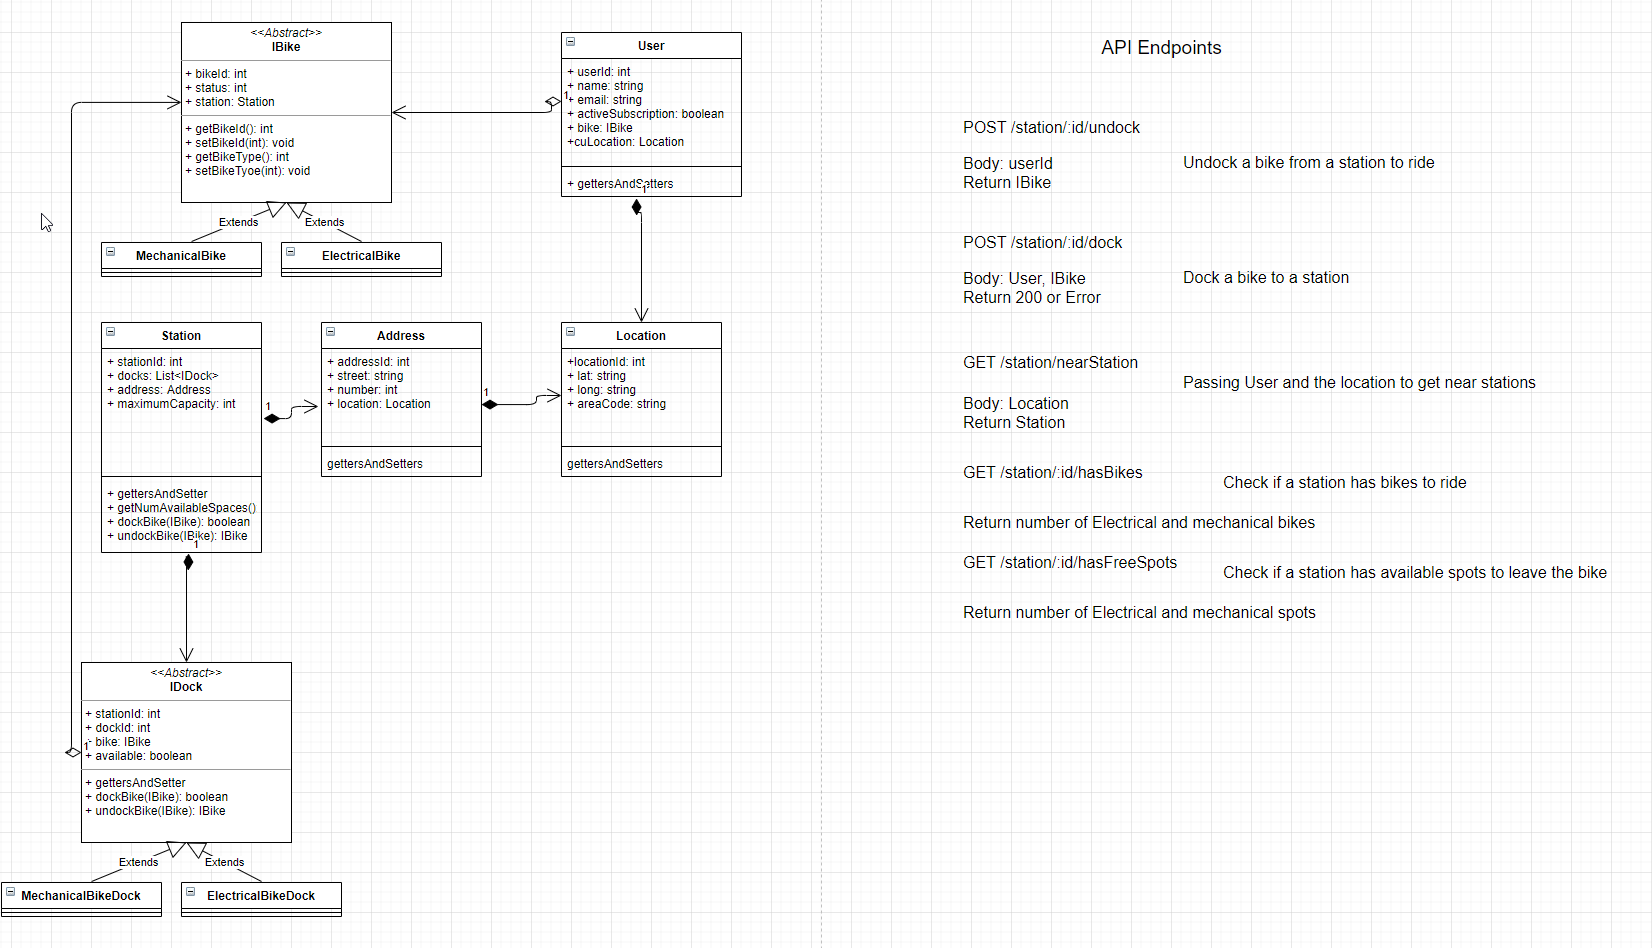 <<Abstract>>
IBike
+ bikeId: int
+ status: int
+ station: Station
+ getBikeId(): int
+ setBikeId(int): void
+ getBikeType(): int
+ setBikeTyoe(int): void
Extends
Extends
MechanicalBike
ElectricalBike
User
+ userId: int
+ name: string
+ email: string
+ activeSubscription: boolean
+ bike: IBike
+cuLocation: Location
+ gettersAndSetters
1
1
Station
+ stationId: int
+ docks: List<IDock>
+ address: Address
+ maximumCapacity: int
+ gettersAndSetter
+ getNumAvailableSpaces()
+ dockBike(IBike): boolean
+ undockBike(IBike): IBike
1
1
Address
+ addressId: int
+ street: string
+ number: int
+ location: Location
gettersAndSetters
1
Location
+locationId: int
+ lat: string
+ long: string
+ areaCode: string
gettersAndSetters
<<Abstract>>
IDock
+ stationId: int
+ dockId: int
+ bike: IBike
+ available: boolean
1
+ gettersAndSetter
+ dockBike(IBike): boolean
+ undockBike(IBike): IBike
Extends
Extends
MechanicalBikeDock
ElectricalBikeDock
API Endpoints
POST /station/:id/undock
Body: userId
Return IBike
Undock a bike from a station to ride
POST /station/:id/dock
Body: User, IBike
Return 200 or Error
Dock a bike to a station
GET /station/nearStation
Passing User and the location to get near stations
Body: Location
Return Station
GET /station/:id/hasBikes
Check if a station has bikes to ride
Return number of Electrical and mechanical bikes
GET /station/:id/hasFreeSpots
Check if a station has available spots to leave the bike
Return number of Electrical and mechanical spots